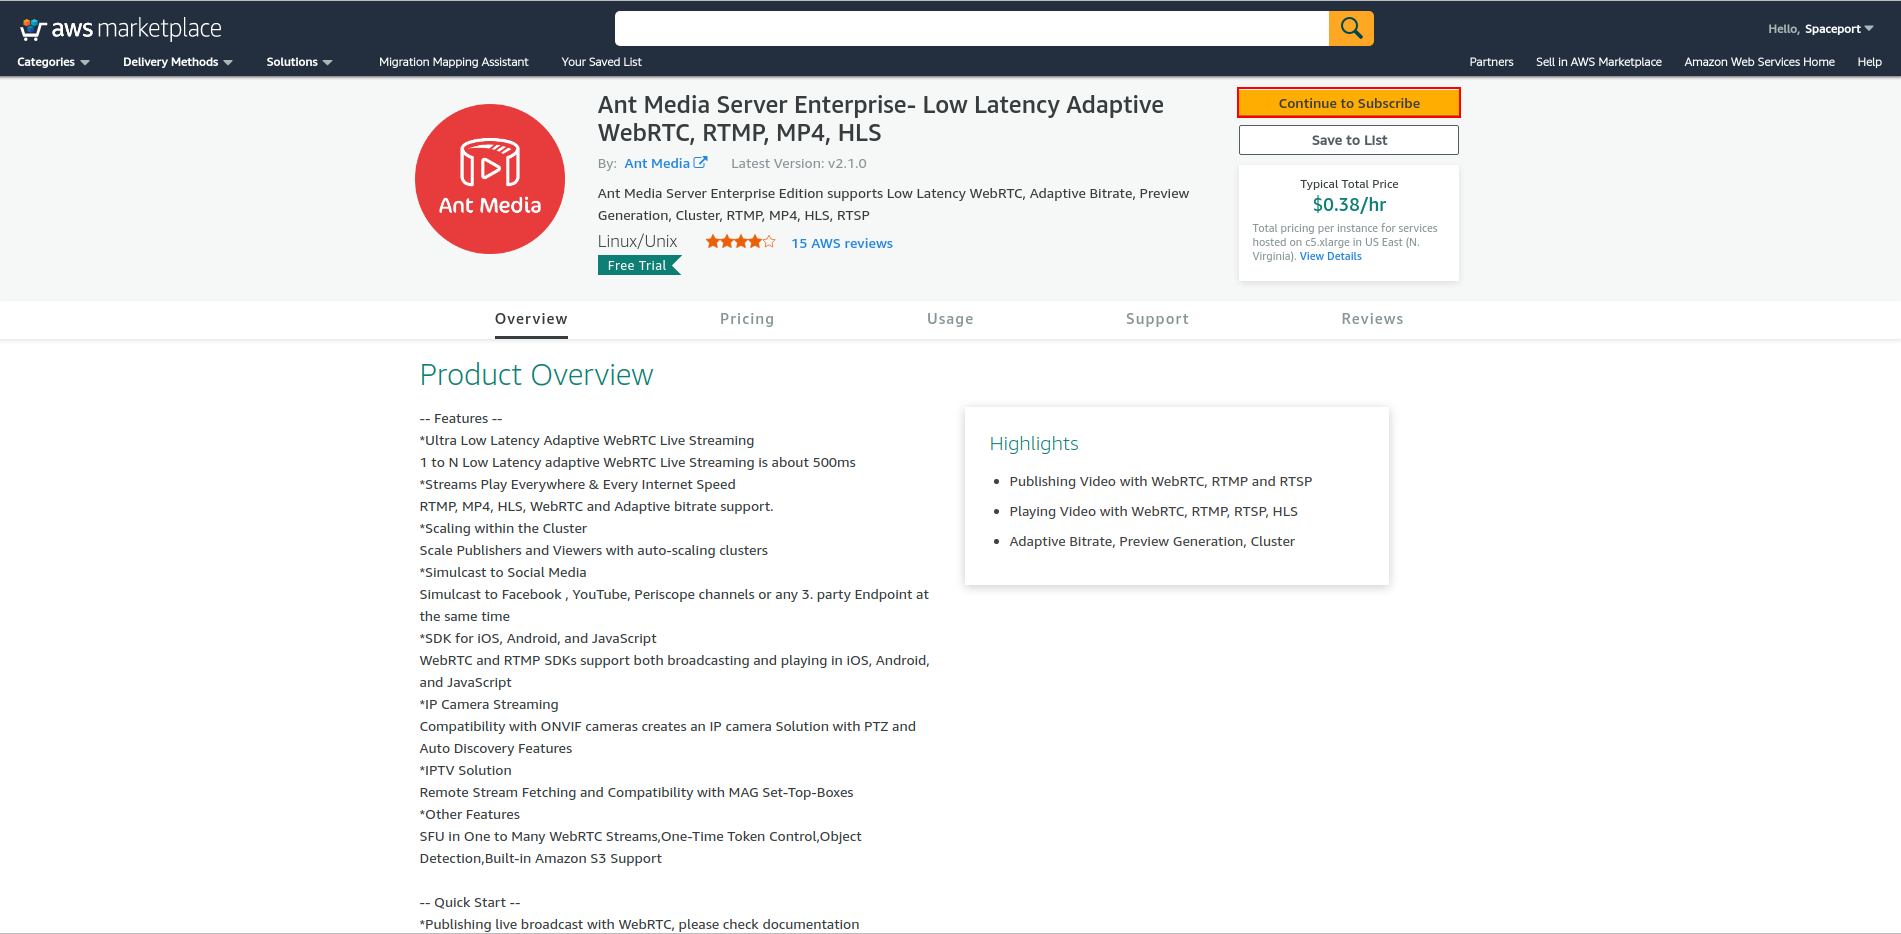 aws marketplace
Hello, Spaceport
Categories Delivery Methods Solutions Migration Mapping Assistant Your Saved List Partners Sell in AWS Marketplace Amazon Web Services Home Help
Ant Media
Ant Media Server Enterprise- Low Latency Adaptive
WebRTC, RTMP, MP4, HLS
By: Ant Media Latest Version: v2.1.0
Ant Media Server Enterprise Edition supports Low Latency WebRTC, Adaptive Bitrate, Preview
Generation, Cluster, RTMP, MP4, HLS, RTSP
Linux/Unix 15 AWS reviews
Free Trial
Continue to Subscribe
Save to List
Typical Total Price
$0.38/hr
Total pricing per instance for services
hosted on c5.xlarge in US East (N.
Virginia). View Details
Overview Pricing Usage Support Reviews
Product Overview
-- Features --
*Ultra Low Latency Adaptive WebRTC Live Streaming
1 to N Low Latency adaptive WebRTC Live Streaming is about 500ms
*Streams Play Everywhere & Every Internet Speed
RTMP, MP4, HLS, WebRTC and Adaptive bitrate support.
*Scaling within the Cluster
Scale Publishers and Viewers with auto-scaling clusters
*Simulcast to Social Media
Simulcast to Facebook , YouTube, Periscope channels or any 3. party Endpoint at
the same time
*SDK for iOS, Android, and JavaScript
WebRTC and RTMP SDKs support both broadcasting and playing in iOS, Android,
and JavaScript
*IP Camera Streaming
Compatibility with ONVIF cameras creates an IP camera Solution with PTZ and
Auto Discovery Features
*IPTV Solution
Remote Stream Fetching and Compatibility with MAG Set-Top-Boxes
*Other Features
SFU in One to Many WebRTC Streams,One-Time Token Control,Object
Detection,Built-in Amazon S3 Support
-- Quick Start --
*Publishing live broadcast with WebRTC, please check documentation
Highlights
• Publishing Video with WebRTC, RTMP and RTSP
• Playing Video with WebRTC, RTMP, RTSP, HLS
• Adaptive Bitrate, Preview Generation, Cluster